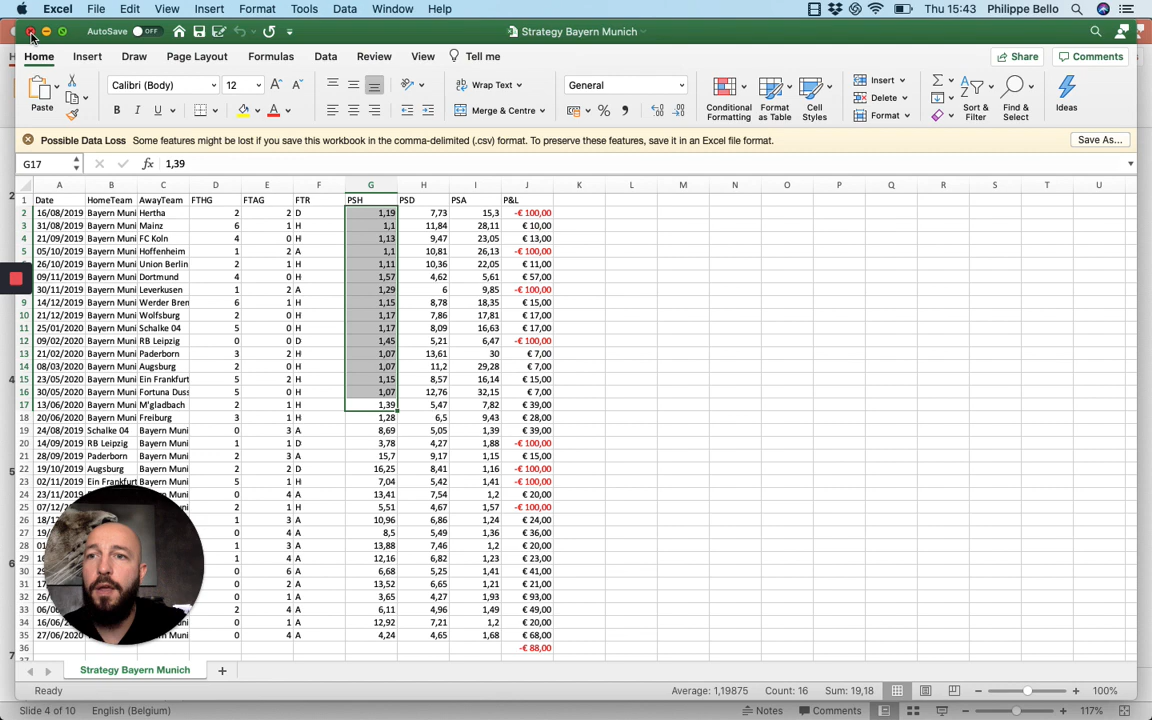 Excel File Edit View Insert Format Tools Data Window Help Thu 15:43 Philippe Bello
AutoSave OFF Strategy Bayern Munich
Home Insert Draw Page Layout Formulas Data Review View Tell me Share Comments
Calibri (Body) 12 Wrap Text General Insert
Paste Merge & Centre Conditional Formatting Format as Table Cell Styles Delete Format Sort & Filter Find & Select Ideas
Possible Data Loss Some features might be lost if you save this workbook in the comma-delimited (.csv) format. To preserve these features, save it in an Excel file format. Save As...
G17 fx 1,39
A B C D E F G H I J K L M N O P Q R S T U
1 Date HomeTeam AwayTeam FTHG FTAG FTR PSH PSD PSA P&L
2 16/08/2019 Bayern Muni Hertha 2 2 D 1,19 7,73 15,3 -€ 100,00
3 31/08/2019 Bayern Muni Mainz 6 1 H 1,1 11,84 28,11 € 10,00
4 21/09/2019 Bayern Muni FC Koln 4 0 H 1,13 9,47 23,05 € 13,00
5 05/10/2019 Bayern Muni Hoffenheim 1 2 A 1,1 10,81 26,13 -€ 100,00
26/10/2019 Bayern Muni Union Berlin 2 1 H 1,11 10,36 22,05 € 11,00
09/11/2019 Bayern Muni Dortmund 4 0 H 1,57 4,62 5,61 € 57,00
30/11/2019 Bayern Muni Leverkusen 1 2 A 1,29 6 9,85 -€ 100,00
9 14/12/2019 Bayern Muni Werder Bren 6 1 H 1,15 8,78 18,35 € 15,00
10 21/12/2019 Bayern Muni Wolfsburg 2 0 H 1,17 7,86 17,81 € 17,00
11 25/01/2020 Bayern Muni Schalke 04 5 0 H 1,17 8,09 16,63 € 17,00
12 09/02/2020 Bayern Muni RB Leipzig 0 0 D 1,45 5,21 6,47 -€ 100,00
13 21/02/2020 Bayern Muni Paderborn 3 2 H 1,07 13,61 30 € 7,00
14 08/03/2020 Bayern Muni Augsburg 2 0 H 1,07 11,2 29,28 € 7,00
15 23/05/2020 Bayern Muni Ein Frankfurt 5 2 H 1,15 8,57 16,14 € 15,00
16 30/05/2020 Bayern Muni Fortuna Duss 5 0 H 1,07 12,76 32,15 € 7,00
17 13/06/2020 Bayern Muni M'gladbach 2 1 H 1,39 5,47 7,82 € 39,00
18 20/06/2020 Bayern Muni Freiburg 3 1 H 1,28 6,5 9,43 € 28,00
19 24/08/2019 Schalke 04 Bayern Muni 0 3 A 8,69 5,05 1,39 € 39,00
20 14/09/2019 RB Leipzig Bayern Muni 1 1 D 3,78 4,27 1,88 -€ 100,00
21 28/09/2019 Paderborn Bayern Muni 2 3 A 15,7 9,17 1,15 € 15,00
22 19/10/2019 Augsburg Bayern Muni 2 2 D 16,25 8,41 1,16 -€ 100,00
23 02/11/2019 Ein Frankfurt Bayern Muni 5 1 H 7,04 5,42 1,41 -€ 100,00
24 23/11/2019 Bayern Muni 0 4 A 13,41 7,54 1,2 € 20,00
25 07/12/ Bayern Muni 2 1 H 5,51 4,67 1,57 -€ 100,00
26 18/12 Bayern Muni 1 3 A 10,96 6,86 1,24 € 24,00
27 19/ Bayern Muni 0 4 A 8,5 5,49 1,36 € 36,00
28 01 Bayern Muni 1 3 A 13,88 7,46 1,2 € 20,00
29 16 Bayern Muni 1 4 A 12,16 6,82 1,23 € 23,00
30 Bayern Muni 0 6 A 6,68 5,25 1,41 € 41,00
31 17 Bayern Muni 0 2 A 13,52 6,65 1,21 € 21,00
32 Bayern Muni 0 1 A 3,65 4,27 1,93 € 93,00
33 06/0 Bayern Muni 2 4 A 6,11 4,96 1,49 € 49,00
34 16/06 Bayern Muni 0 1 A 12,92 7,21 1,2 € 20,00
35 27/06/2020 Bayern Muni 0 4 A 4,24 4,65 1,68 € 68,00
36 -€ 88,00
Strategy Bayern Munich
Ready Average: 1,19875 Count: 16 Sum: 19,18 100%
Slide 4 of 10 English (Belgium) Notes Comments 117%